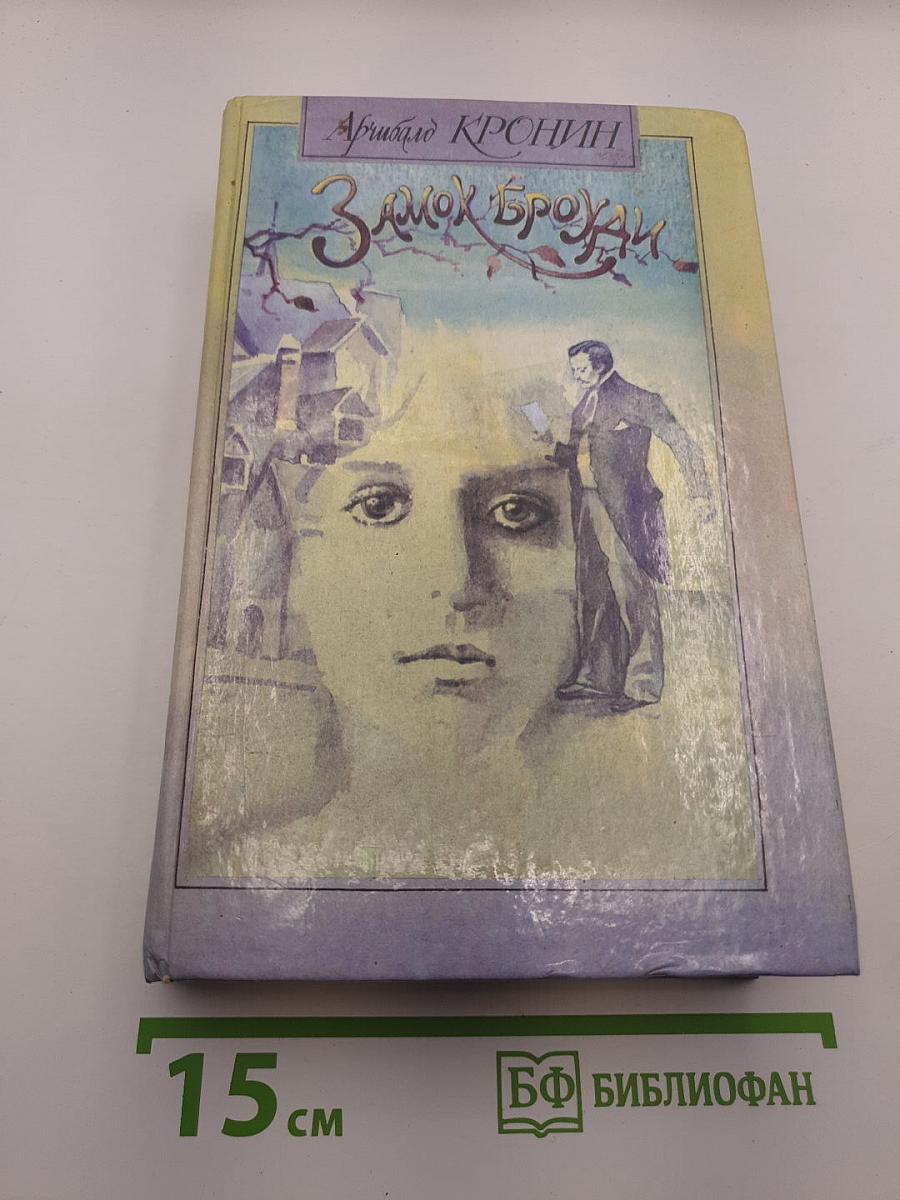 Арчибалд КРОНИН
ЗАМОК БРОУДИ
15 см
БФ БИБЛИОФАН